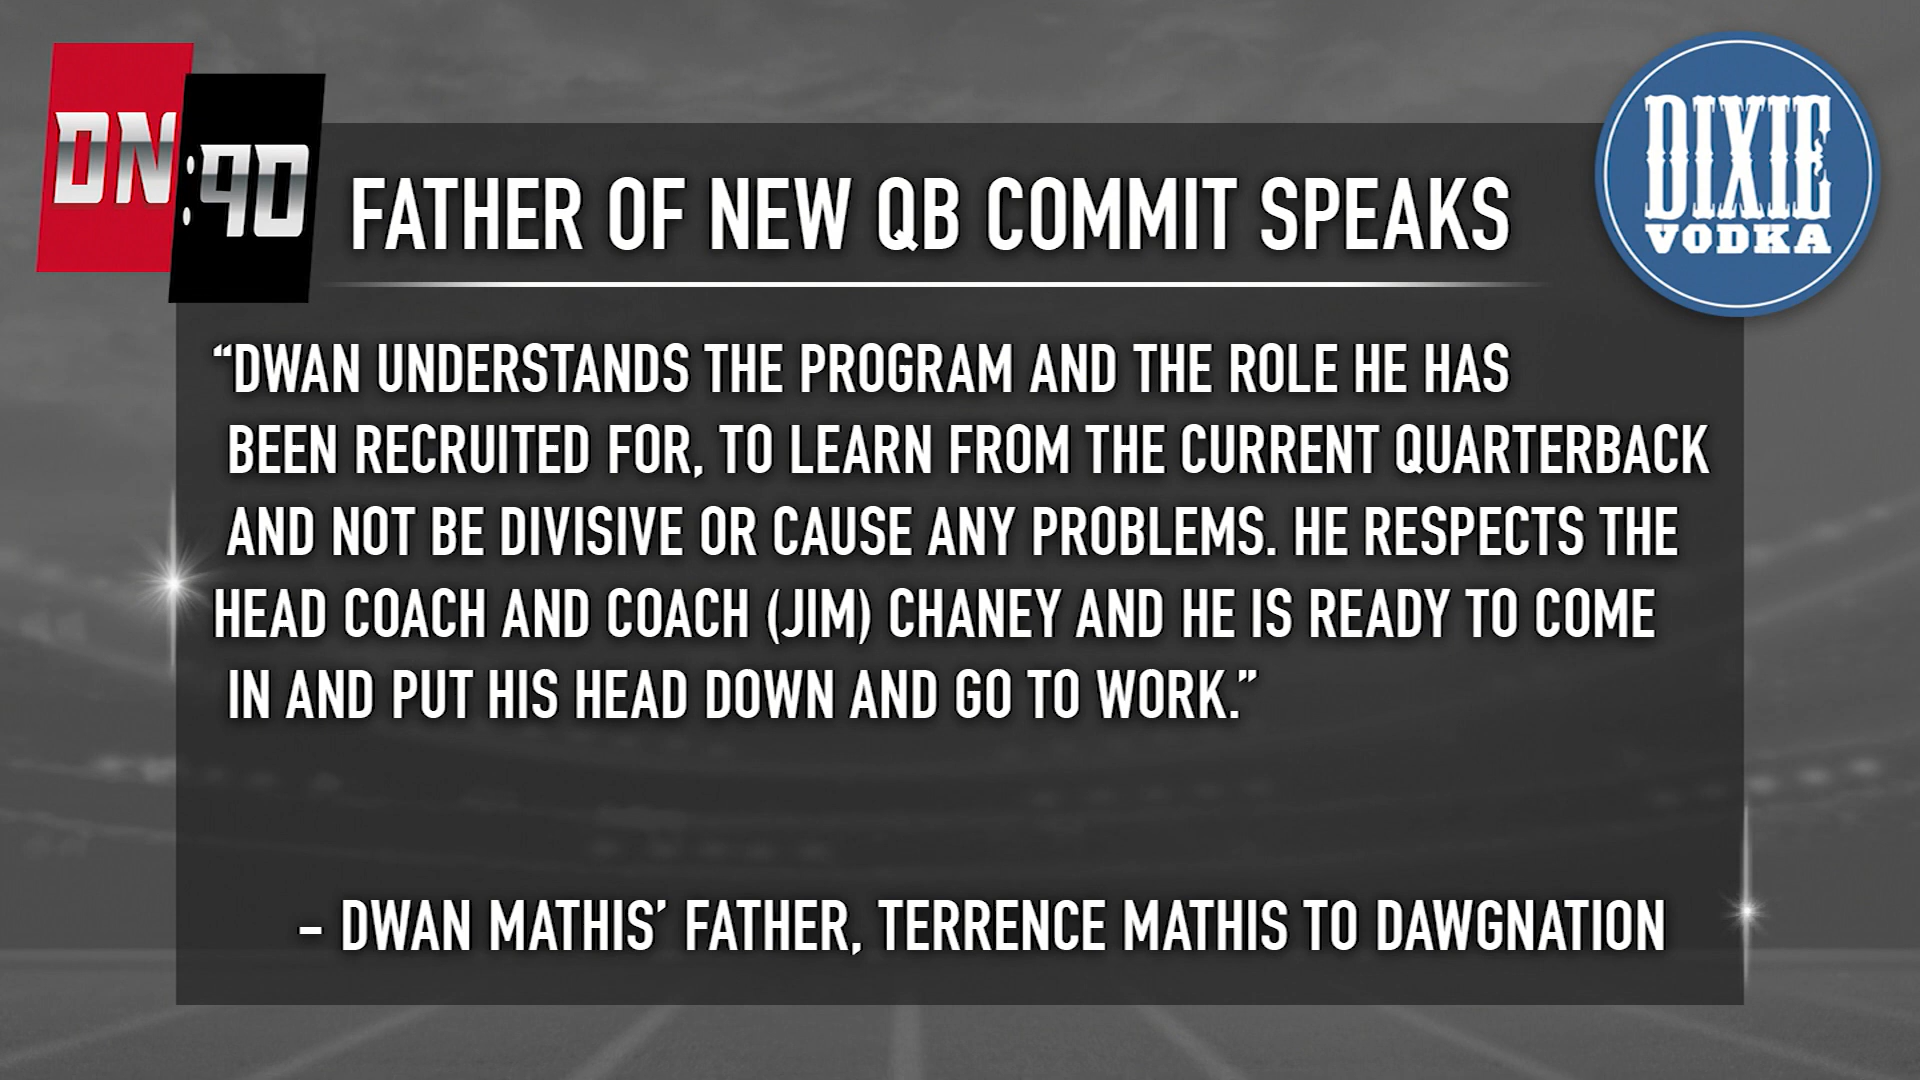 DN
:90
DIXIE
VODKA
FATHER OF NEW QB COMMIT SPEAKS
“DWAN UNDERSTANDS THE PROGRAM AND THE ROLE HE HAS
BEEN RECRUITED FOR, TO LEARN FROM THE CURRENT QUARTERBACK
AND NOT BE DIVISIVE OR CAUSE ANY PROBLEMS. HE RESPECTS THE
HEAD COACH AND COACH (JIM) CHANEY AND HE IS READY TO COME
IN AND PUT HIS HEAD DOWN AND GO TO WORK.”
- DWAN MATHIS’ FATHER, TERRENCE MATHIS TO DAWGNATION